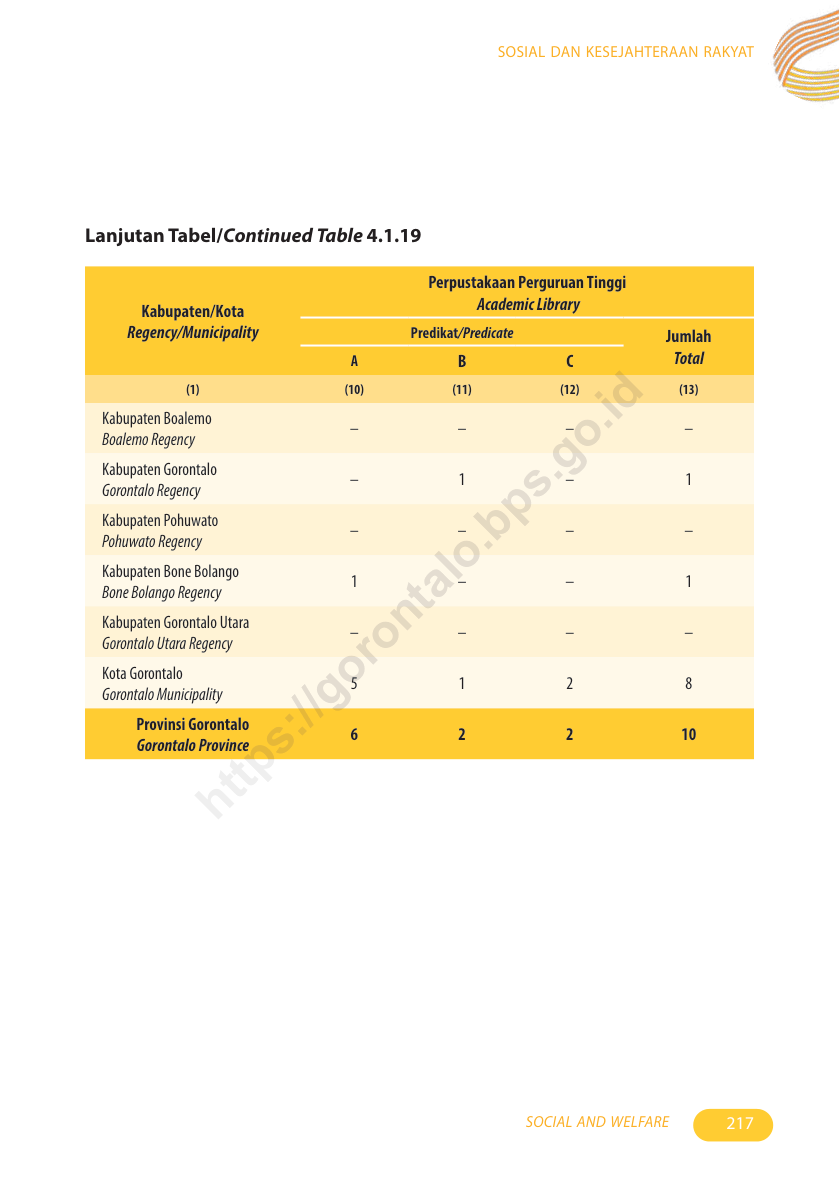 SOSIAL DAN KESEJAHTERAAN RAKYAT
Lanjutan Tabel/Continued Table 4.1.19
Perpustakaan Perguruan Tinggi
Academic Library
Kabupaten/Kota
Regency/Municipality
Predikat/Predicate
Jumlah
Total
A B C
(1) (10) (11) (12) (13)
Kabupaten Boalemo
Boalemo Regency
– – – –
Kabupaten Gorontalo
Gorontalo Regency
– 1 – 1
Kabupaten Pohuwato
Pohuwato Regency
– – – –
Kabupaten Bone Bolango
Bone Bolango Regency
1 – – 1
Kabupaten Gorontalo Utara
Gorontalo Utara Regency
– – – –
Kota Gorontalo
Gorontalo Municipality
5 1 2 8
Provinsi Gorontalo
Gorontalo Province
6 2 2 10
https://gorontalo.bps.go.id
SOCIAL AND WELFARE 217